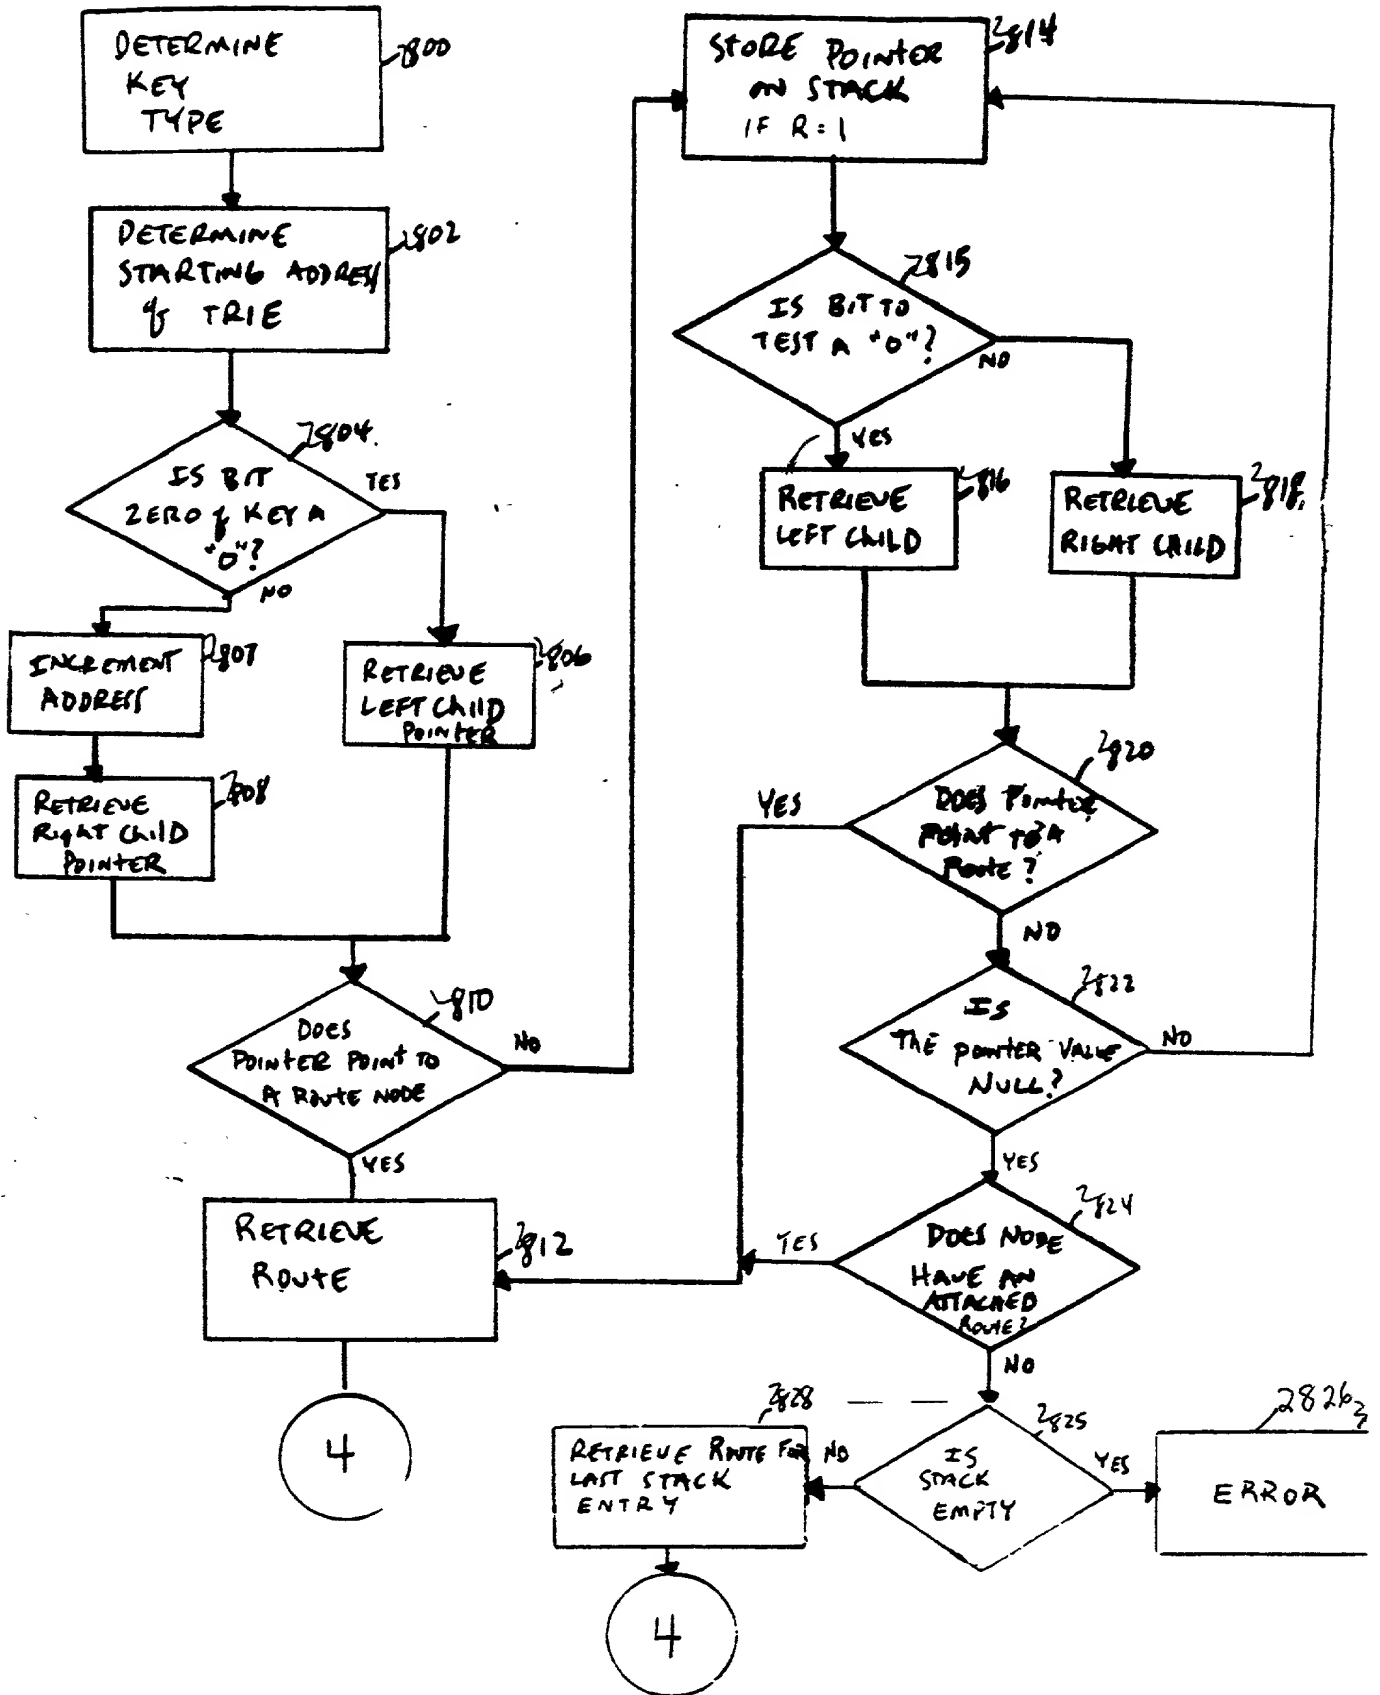 DETERMINE
KEY
TYPE
2800
DETERMINE
STARTING ADDRESS
of TRIE
2802
IS BIT
ZERO of KEY A
"0"?
2804
YES
NO
INCREMENT
ADDRESS
2807
RETRIEVE
LEFT CHILD
POINTER
2806
RETRIEVE
Right Child
POINTER
2808
DOES
POINTER POINT TO
A ROUTE NODE
2810
NO
YES
RETRIEVE
ROUTE
2812
4
STORE POINTER
ON STACK
IF R=1
2814
IS BIT TO
TEST A "0"?
2815
NO
YES
RETRIEVE
LEFT CHILD
2816
RETRIEVE
RIGHT CHILD
2818
DOES POINTER
POINT TO A
ROUTE?
2820
YES
NO
IS
THE POINTER VALUE
NULL?
2822
NO
YES
DOES NODE
HAVE AN
ATTACHED
ROUTE?
2824
YES
NO
IS
STACK
EMPTY
2825
NO
YES
RETRIEVE ROUTE FOR
LAST STACK
ENTRY
2828
ERROR
2826
4